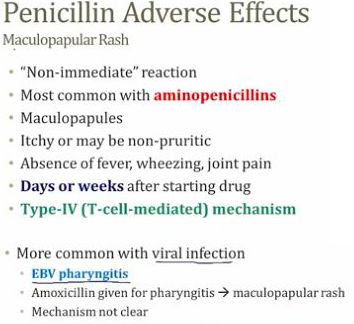 Penicillin Adverse Effects
Maculopapular Rash
• "Non-immediate" reaction
• Most common with aminopenicillins
• Maculopapules
• Itchy or may be non-pruritic
• Absence of fever, wheezing, joint pain
• Days or weeks after starting drug
• Type-IV (T-cell-mediated) mechanism
• More common with viral infection
• EBV pharyngitis
• Amoxicillin given for pharyngitis → maculopapular rash
• Mechanism not clear